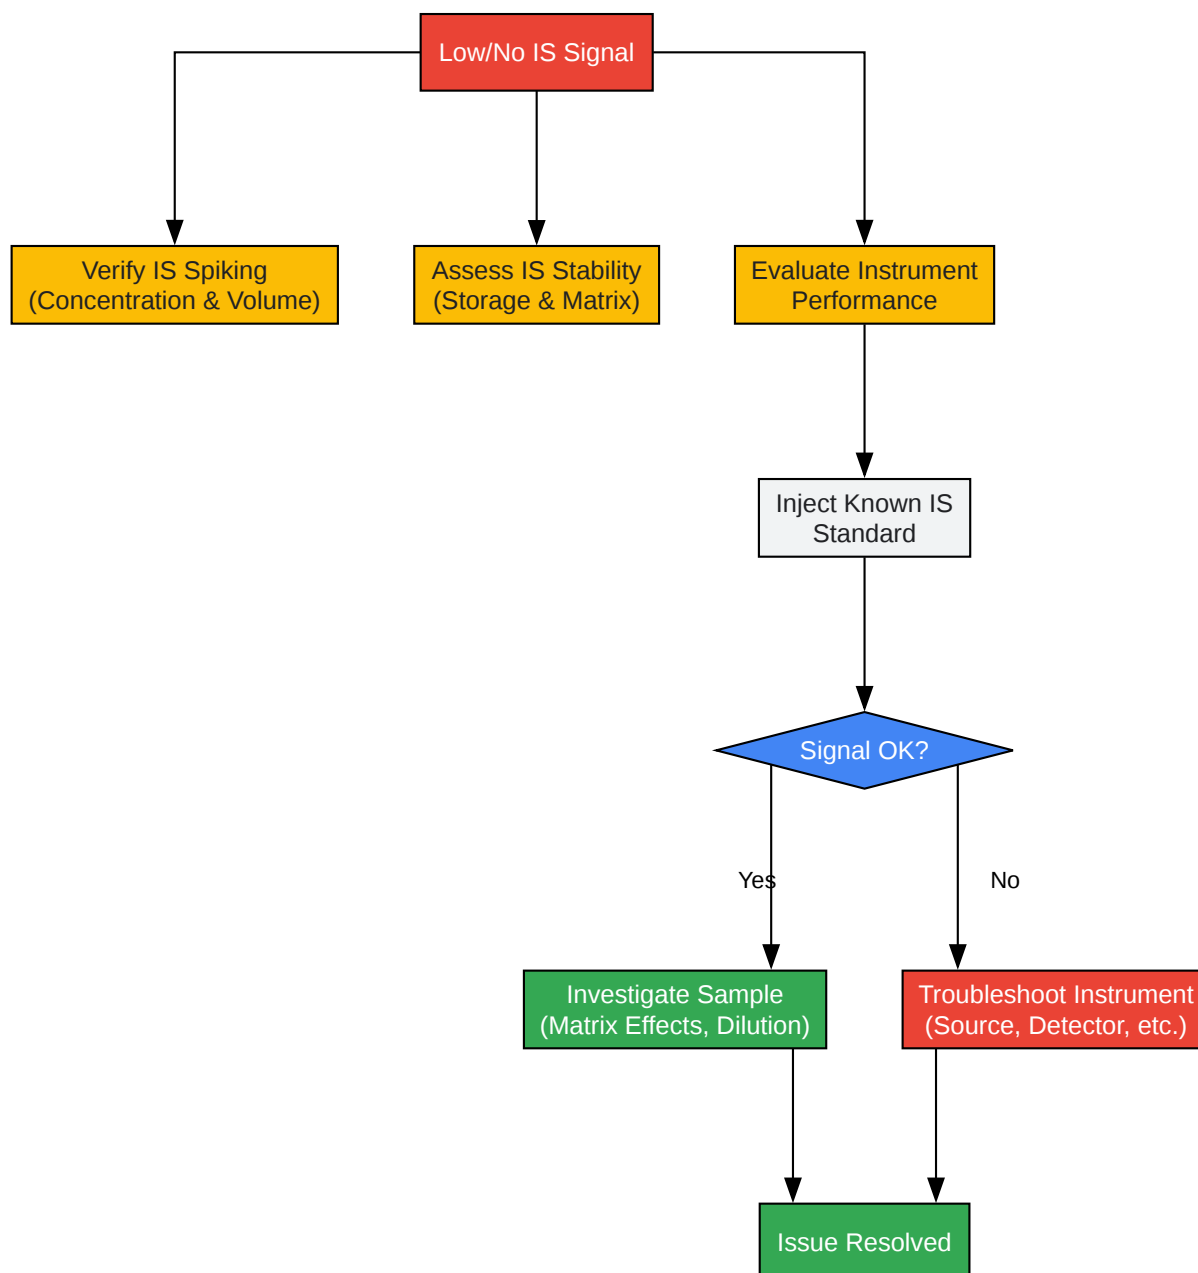 Low/No IS Signal
Verify IS Spiking
(Concentration & Volume)
Assess IS Stability
(Storage & Matrix)
Evaluate Instrument
Performance
Inject Known IS
Standard
Signal OK?
Yes
No
Investigate Sample
(Matrix Effects, Dilution)
Troubleshoot Instrument
(Source, Detector, etc.)
Issue Resolved